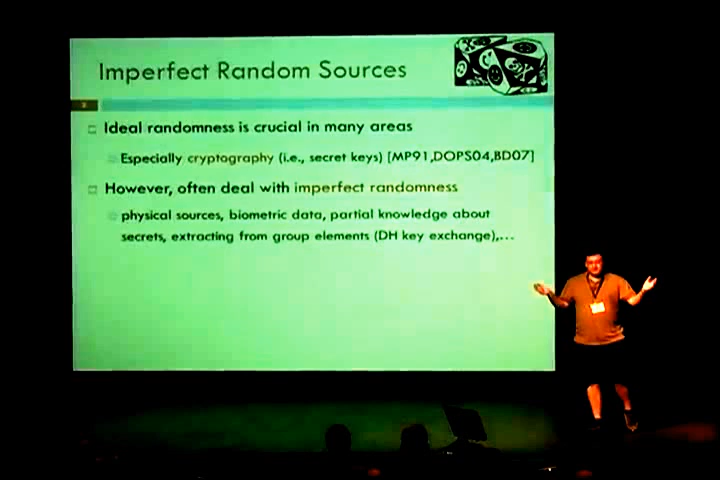 Imperfect Random Sources
2
Ideal randomness is crucial in many areas
Especially cryptography (i.e., secret keys) [MP91,DOPS04,BD07]
However, often deal with imperfect randomness
physical sources, biometric data, partial knowledge about
secrets, extracting from group elements (DH key exchange),…